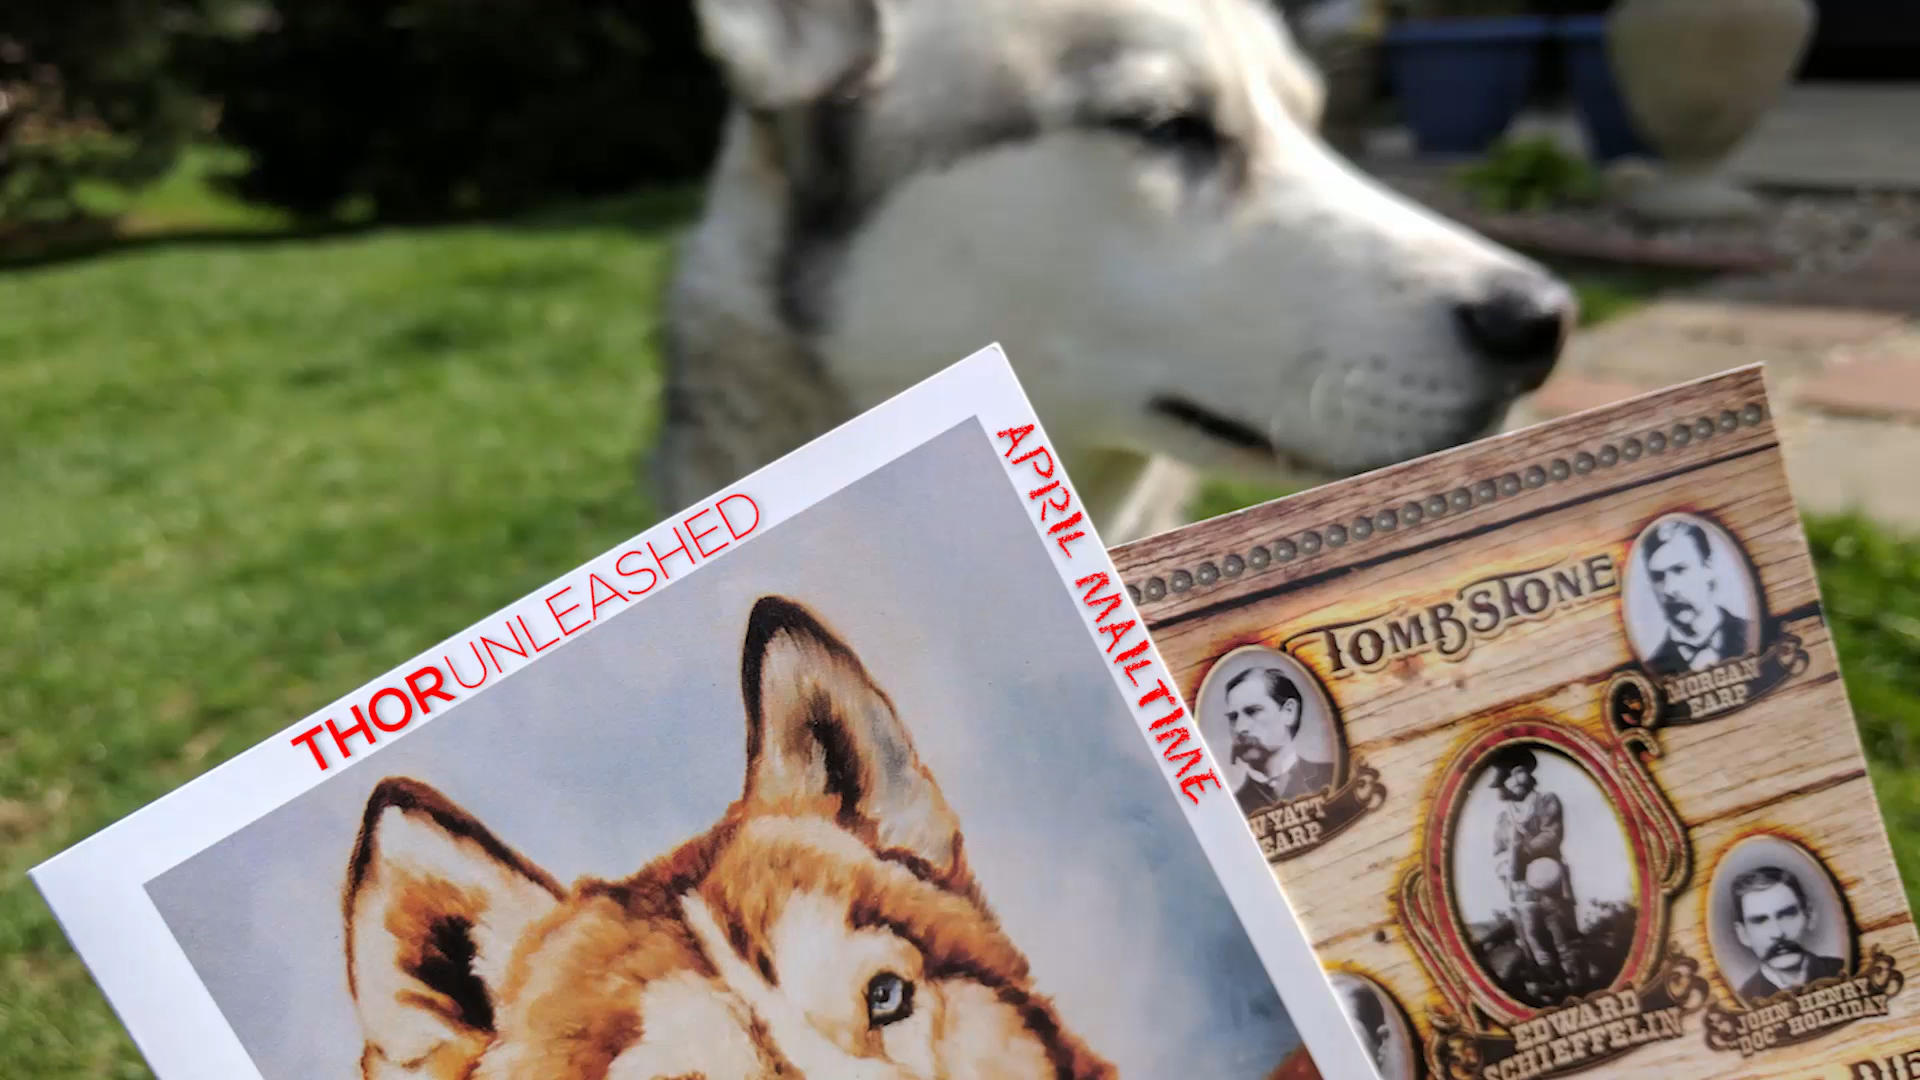 THORUNLEASHED
APRIL MAILTIME
TOMBSTONE
MORGAN
EARP
WYATT
EARP
EDWARD
SCHIEFFELIN
JOHN HENRY
"DOC" HOLLIDAY